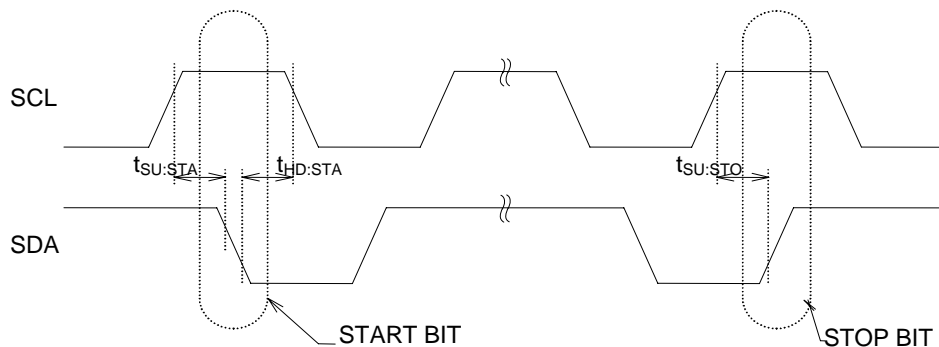 SCL
tSU:STA tHD:STA tSU:STO
SDA
START BIT STOP BIT